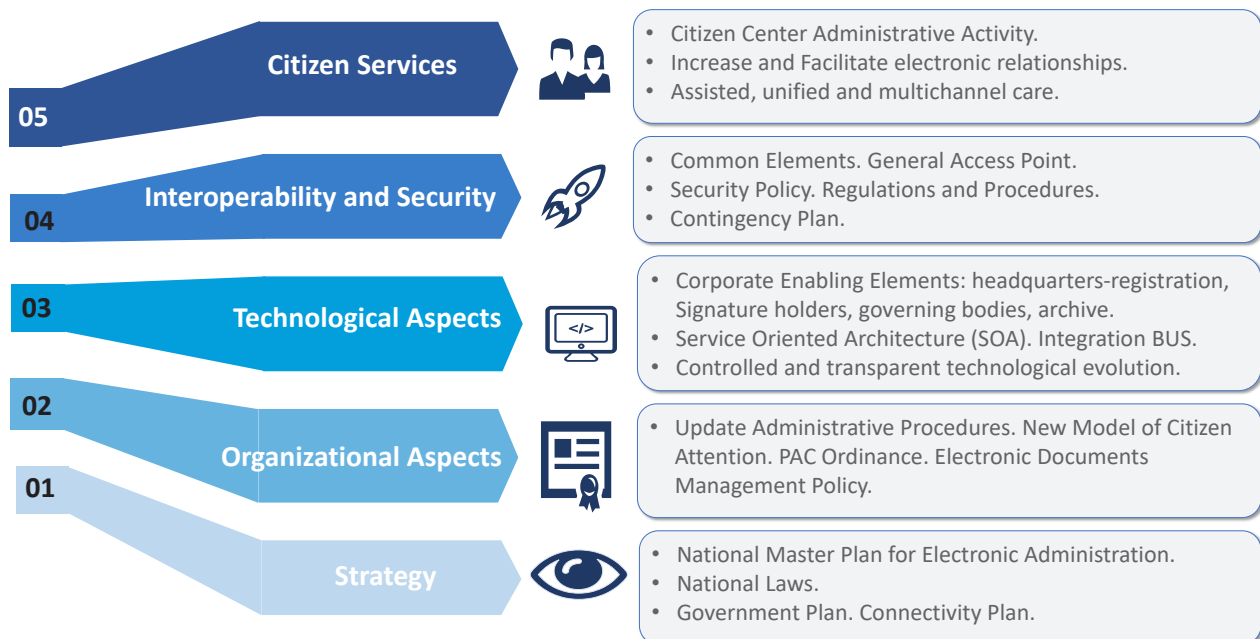 05
Citizen Services
• Citizen Center Administrative Activity.
• Increase and Facilitate electronic relationships.
• Assisted, unified and multichannel care.
04
Interoperability and Security
• Common Elements. General Access Point.
• Security Policy. Regulations and Procedures.
• Contingency Plan.
03
Technological Aspects
</>
• Corporate Enabling Elements: headquarters-registration,
Signature holders, governing bodies, archive.
• Service Oriented Architecture (SOA). Integration BUS.
• Controlled and transparent technological evolution.
02
Organizational Aspects
• Update Administrative Procedures. New Model of Citizen
Attention. PAC Ordinance. Electronic Documents
Management Policy.
01
Strategy
• National Master Plan for Electronic Administration.
• National Laws.
• Government Plan. Connectivity Plan.